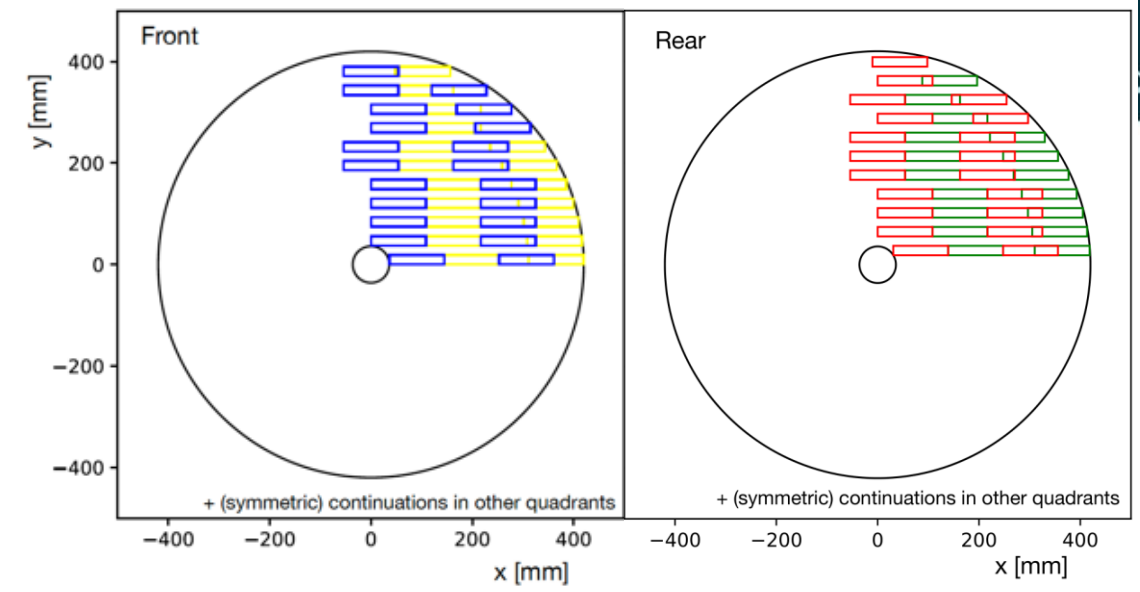 Front
Rear
y [mm]
400
200
0
−200
−400
+ (symmetric) continuations in other quadrants
+ (symmetric) continuations in other quadrants
−400 −200 0 200 400
−400 −200 0 200 400
x [mm]
x [mm]